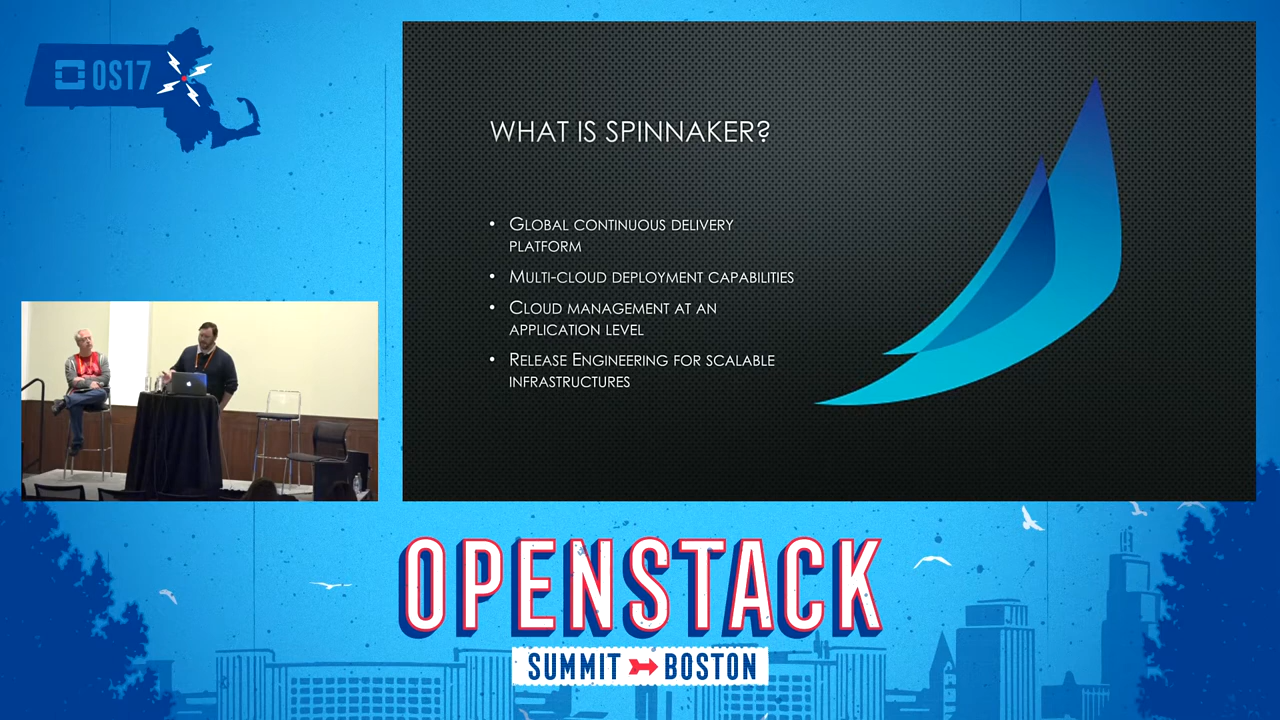 OS17
WHAT IS SPINNAKER?
• GLOBAL CONTINUOUS DELIVERY
PLATFORM
• MULTI-CLOUD DEPLOYMENT CAPABILITIES
• CLOUD MANAGEMENT AT AN
APPLICATION LEVEL
• RELEASE ENGINEERING FOR SCALABLE
INFRASTRUCTURES
OPENSTACK
SUMMIT BOSTON